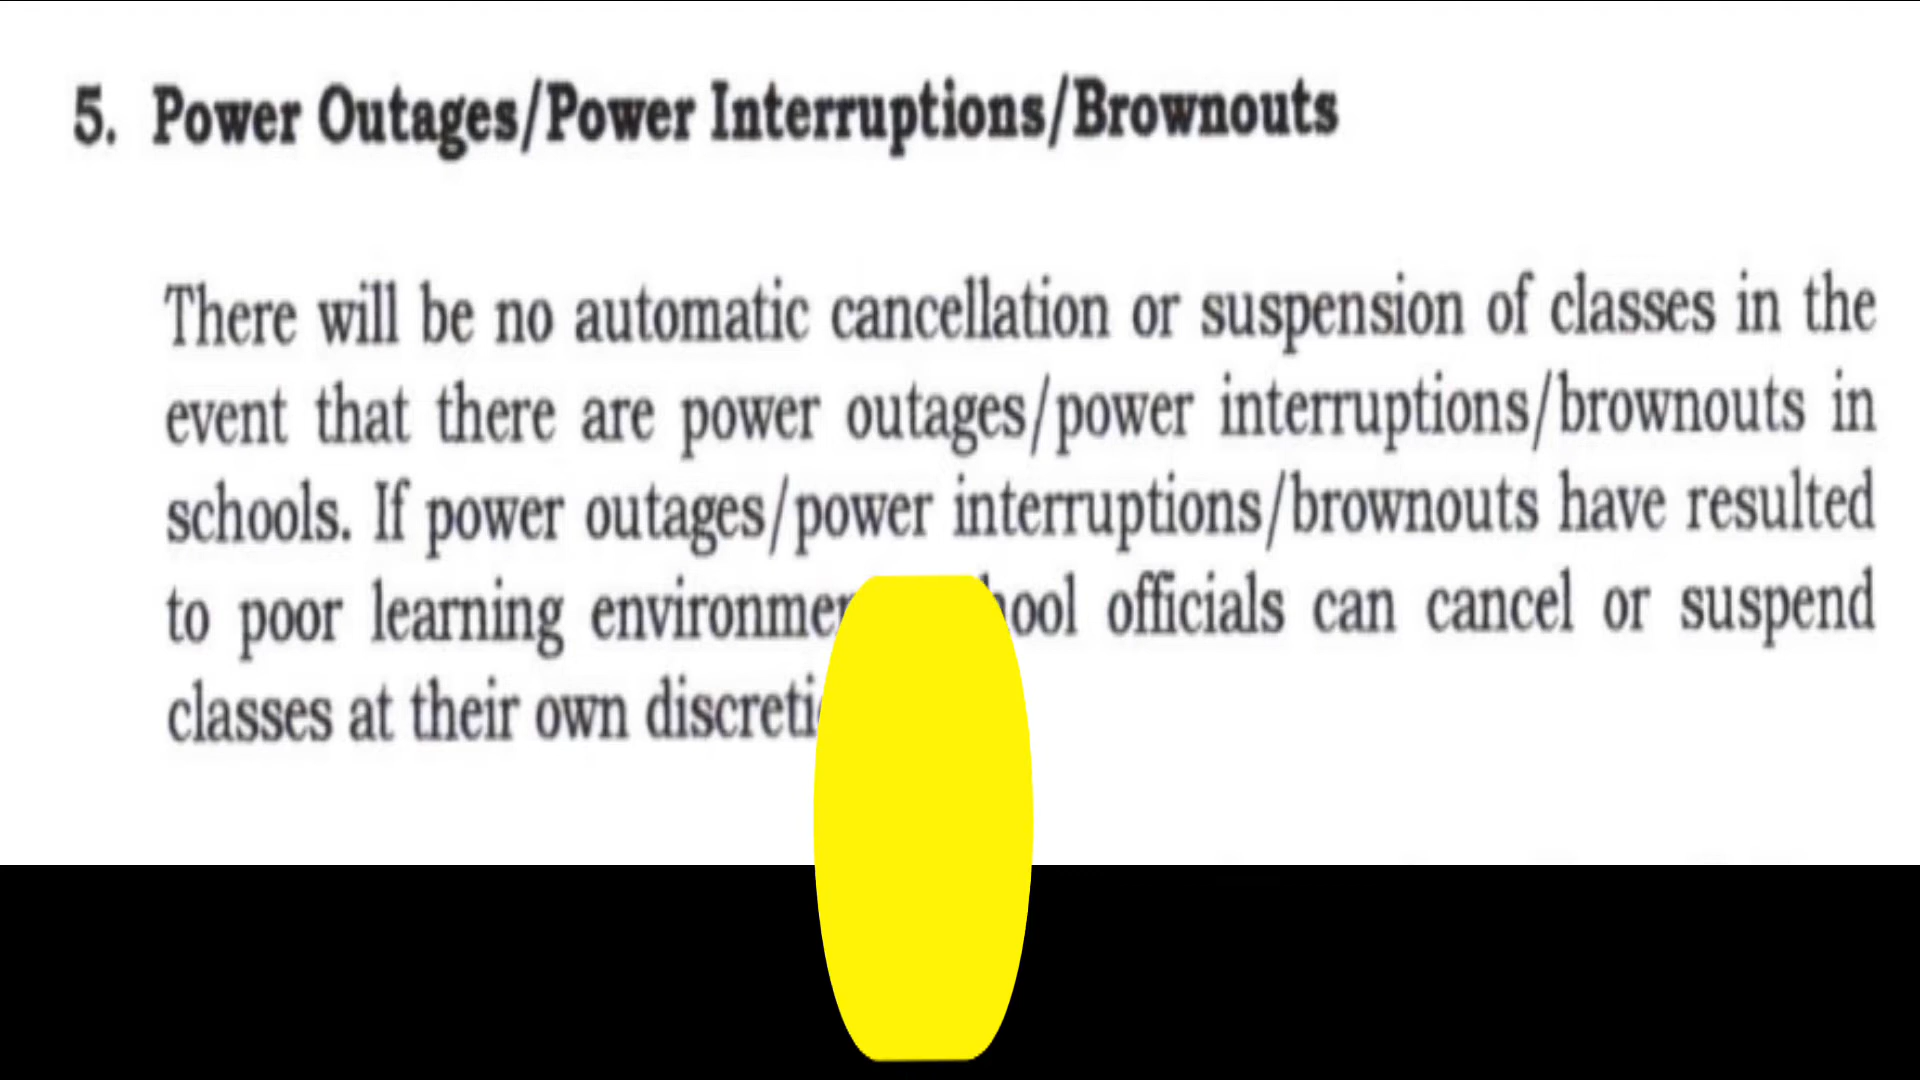 5. Power Outages/Power Interruptions/Brownouts
There will be no automatic cancellation or suspension of classes in the
event that there are power outages/power interruptions/brownouts in
schools. If power outages/power interruptions/brownouts have resulted
to poor learning officials can cancel or suspend
classes at their own